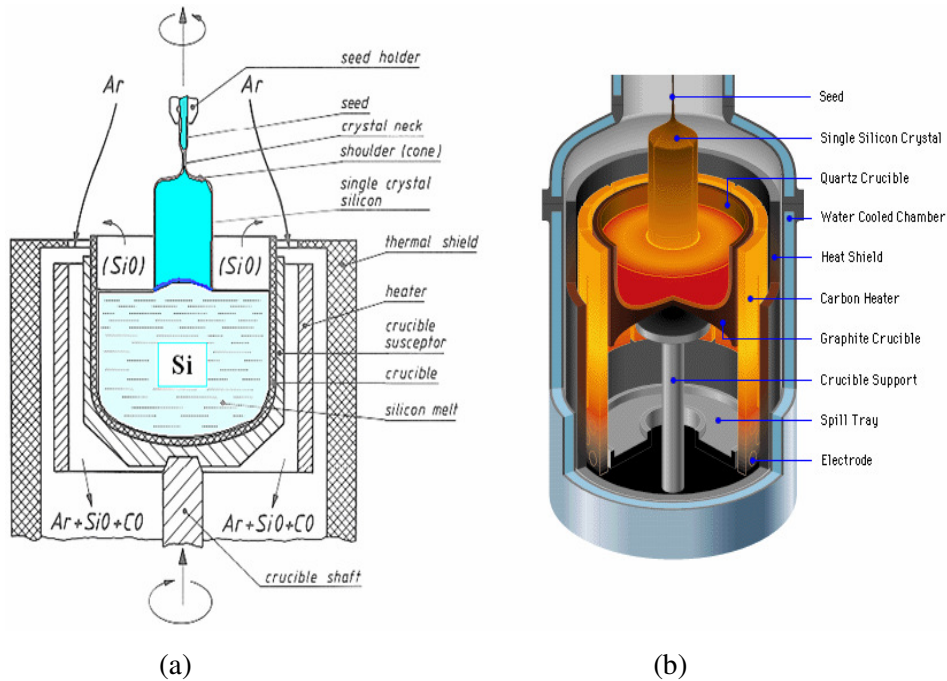 Ar
Ar
seed holder
seed
crystal neck
shoulder (cone)
single crystal
silicon
thermal shield
heater
crucible
susceptor
crucible
silicon melt
(SiO)
(SiO)
Si
Ar+SiO+CO
Ar+SiO+CO
crucible shaft
(a)
Seed
Single Silicon Crystal
Quartz Crucible
Water Cooled Chamber
Heat Shield
Carbon Heater
Graphite Crucible
Crucible Support
Spill Tray
Electrode
(b)